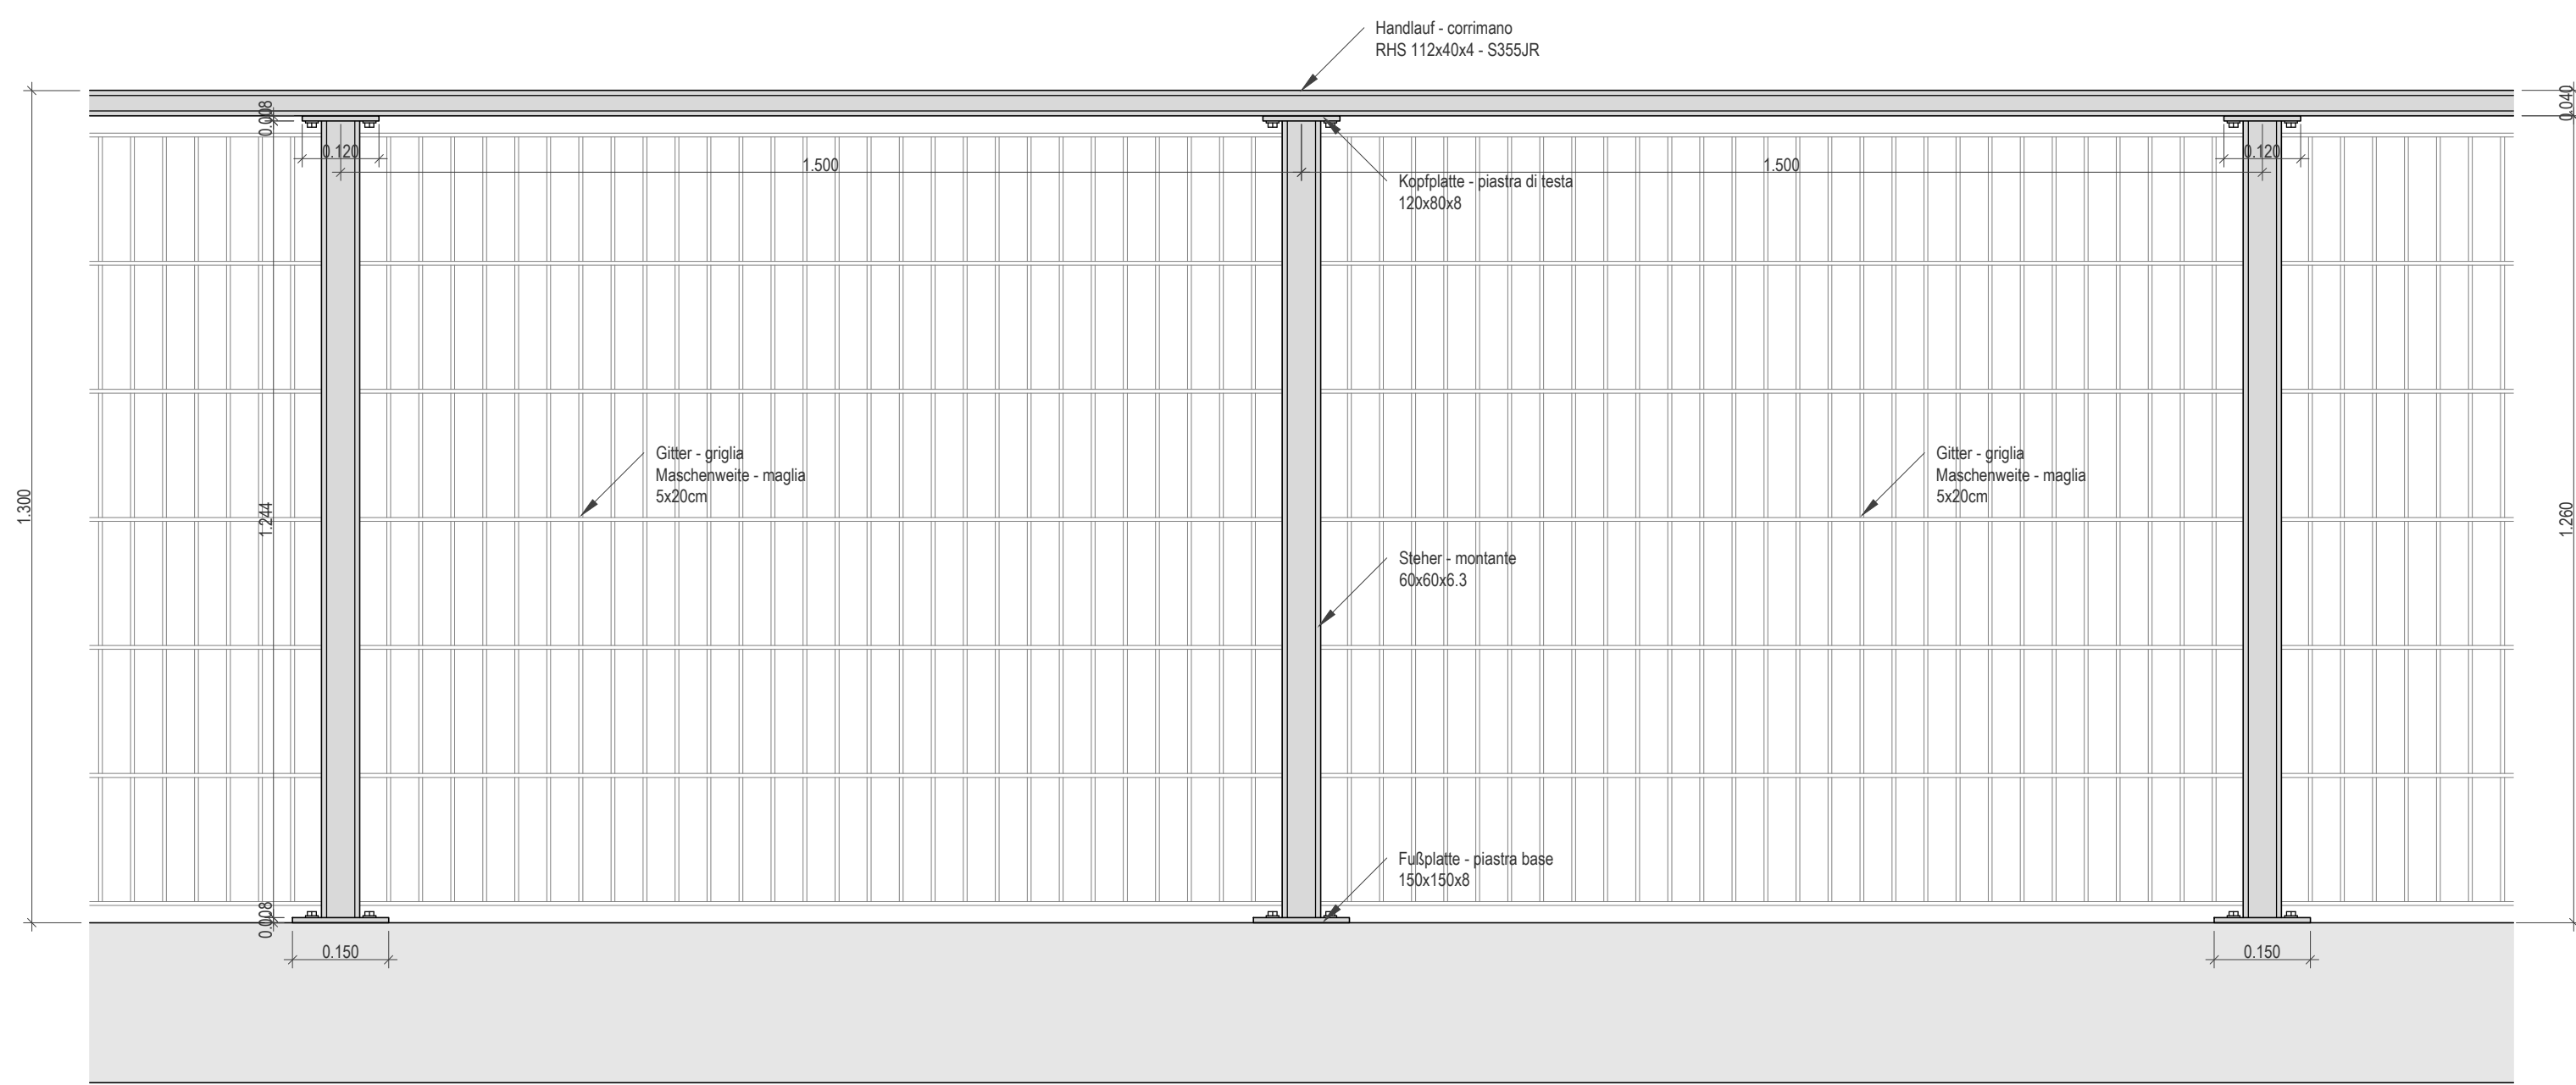 Handlauf - corrimano
RHS 112x40x4 - S355JR
0.040
0.008
0.120
1.500
1.500
0.120
Kopfplatte - piastra di testa
120x80x8
Gitter - griglia
Maschenweite - maglia
5x20cm
Gitter - griglia
Maschenweite - maglia
5x20cm
1.300
1.244
1.260
Steher - montante
60x60x6.3
Fußplatte - piastra base
150x150x8
0.008
0.150
0.150